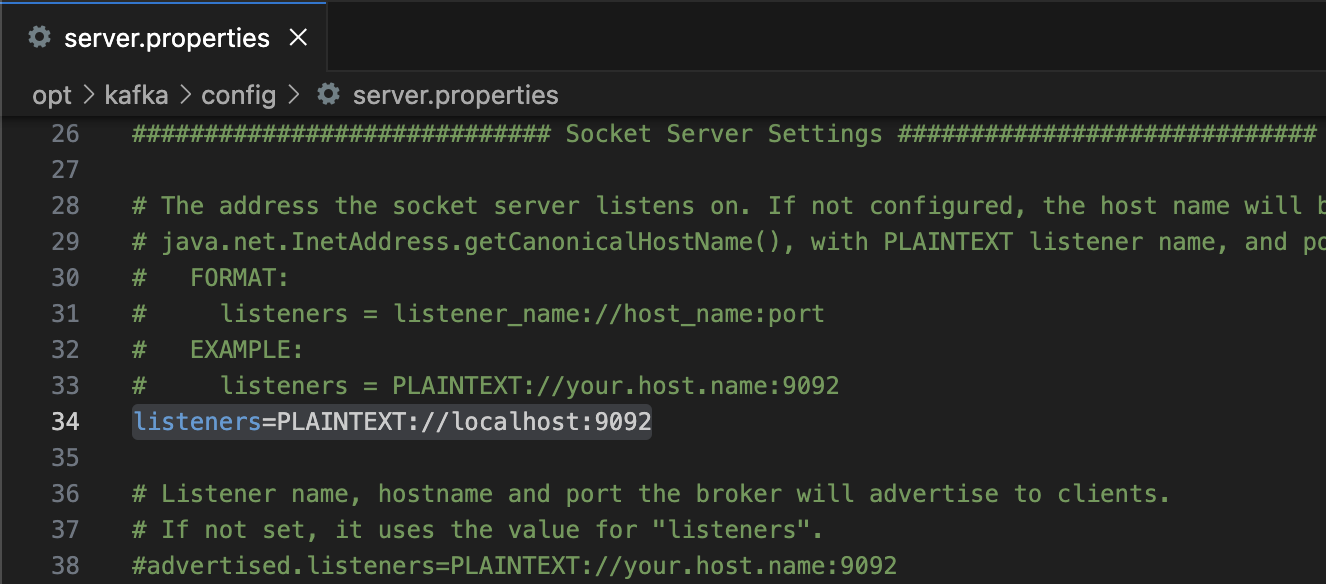 server.properties
opt > kafka > config > server.properties
26 ############################# Socket Server Settings #############################
27
28 # The address the socket server listens on. If not configured, the host name will
29 # java.net.InetAddress.getCanonicalHostName(), with PLAINTEXT listener name, and
30 #   FORMAT:
31 #     listeners = listener_name://host_name:port
32 #   EXAMPLE:
33 #     listeners = PLAINTEXT://your.host.name:9092
34 listeners=PLAINTEXT://localhost:9092
35
36 # Listener name, hostname and port the broker will advertise to clients.
37 # If not set, it uses the value for "listeners".
38 #advertised.listeners=PLAINTEXT://your.host.name:9092